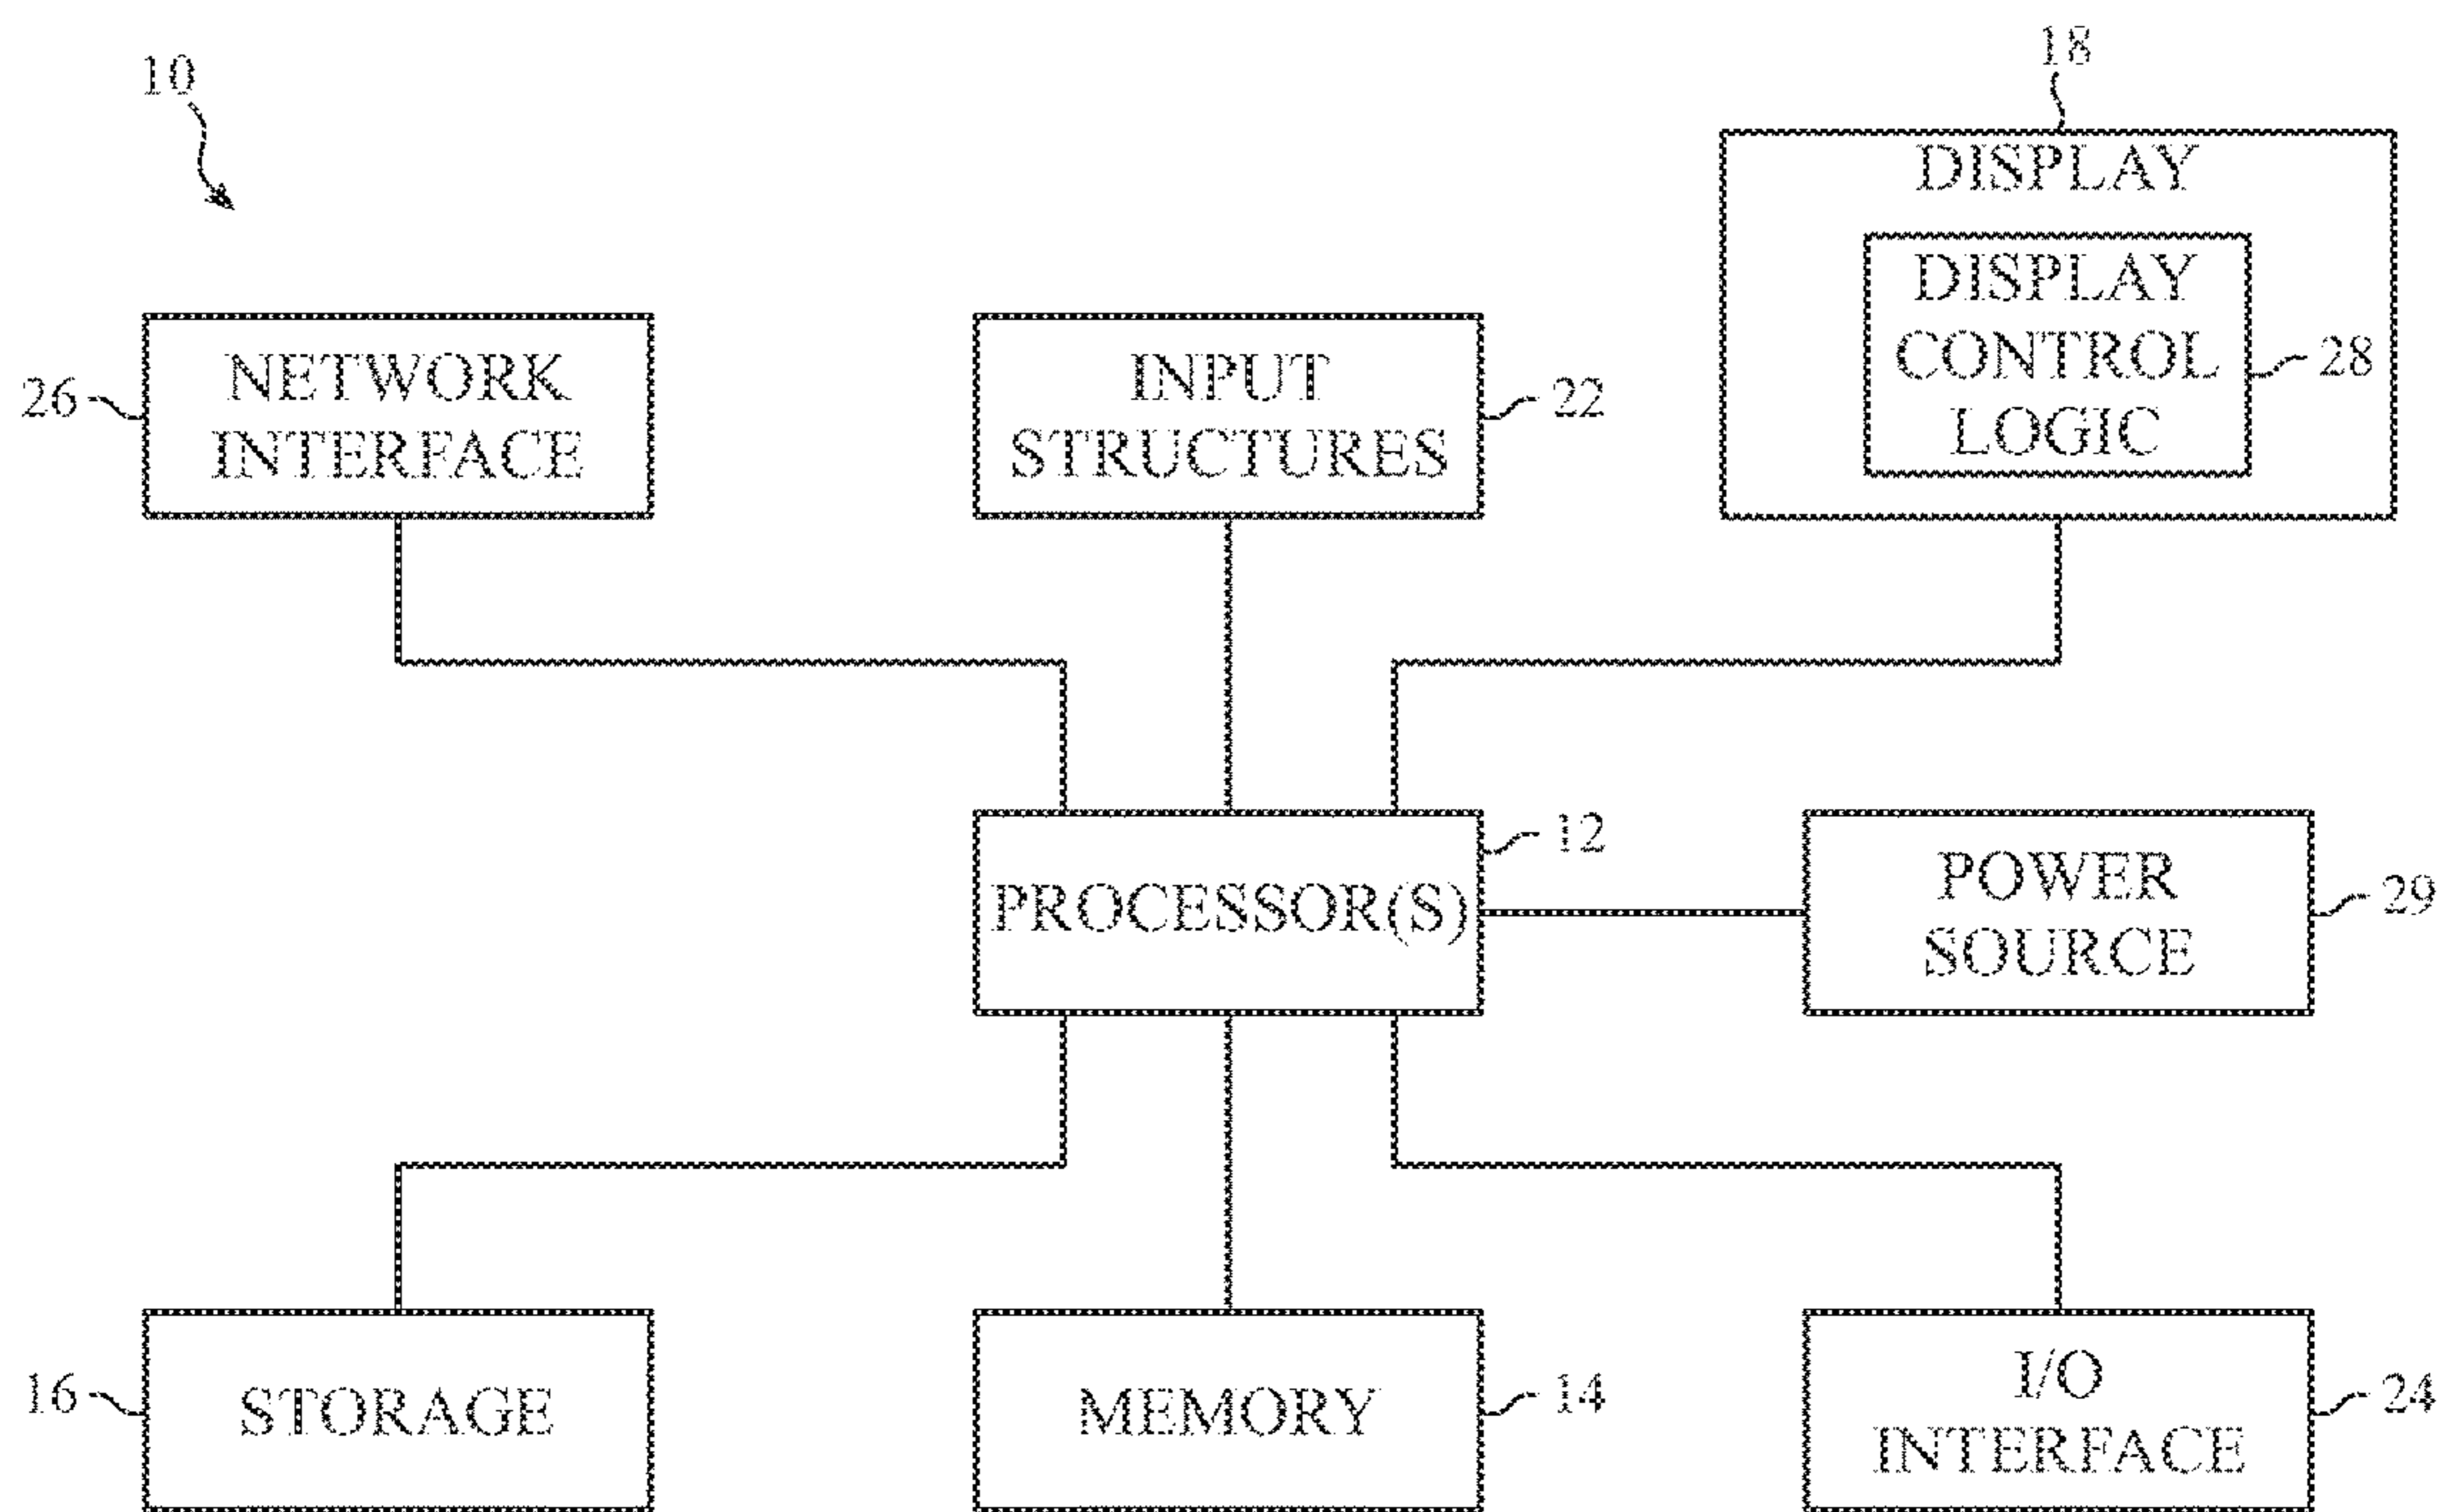 10
18
DISPLAY
DISPLAY
CONTROL
LOGIC
28
NETWORK
INTERFACE
26
INPUT
STRUCTURES
22
PROCESSOR(S)
12
POWER
SOURCE
29
16
STORAGE
MEMORY
14
I/O
INTERFACE
24